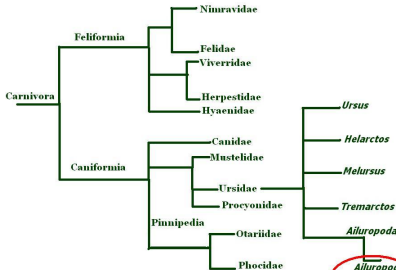 Nimravidae
Feliformia
Felidae
Viverridae
Carnivora
Herpestidae
Hyaenidae
Ursus
Canidae
Helarctos
Mustelidae
Caniformia
Melursus
Ursidae
Procyonidae
Tremarctos
Pinnipedia
Ailuropoda
Otariidae
Phocidae
Ailuropod